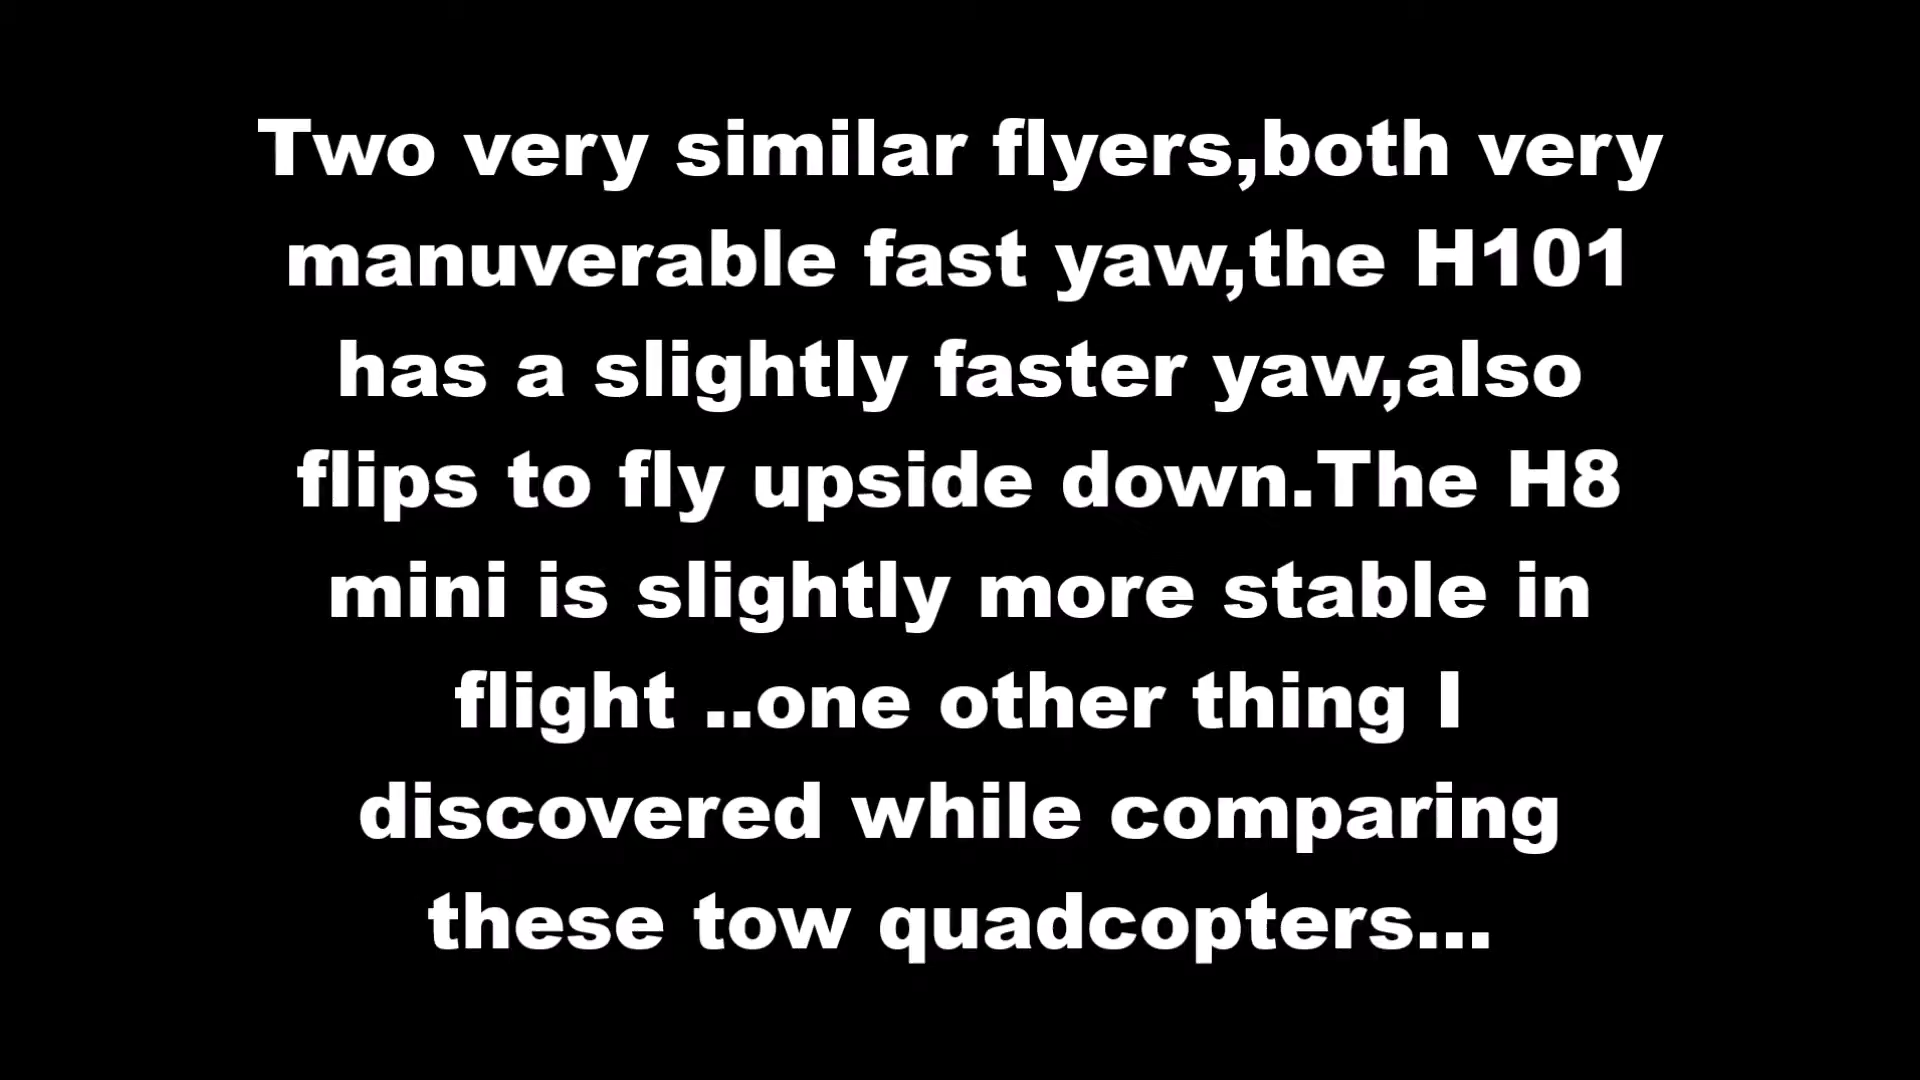 Two very similar flyers,both very
manuverable fast yaw,the H101
has a slightly faster yaw,also
flips to fly upside down.The H8
mini is slightly more stable in
flight ..one other thing I
discovered while comparing
these tow quadcopters...